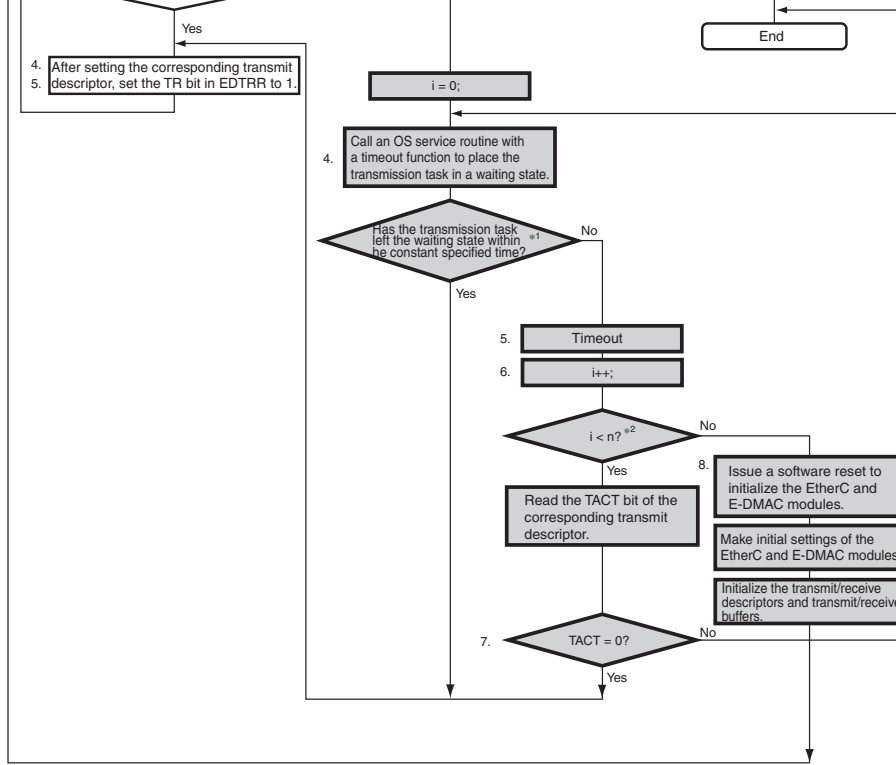 Yes
End
4.
5.
After setting the corresponding transmit
descriptor, set the TR bit in EDTRR to 1.
i = 0;
4.
Call an OS service routine with
a timeout function to place the
transmission task in a waiting state.
Has the transmission task
left the waiting state within *1
he constant specified time?
No
Yes
5.
Timeout
6.
i++;
i < n? *2
No
Yes
8.
Issue a software reset to
initialize the EtherC and
E-DMAC modules.
Read the TACT bit of the
corresponding transmit
descriptor.
Make initial settings of the
EtherC and E-DMAC modules
Initialize the transmit/receive
descriptors and transmit/receive
buffers.
7.
TACT = 0?
No
Yes